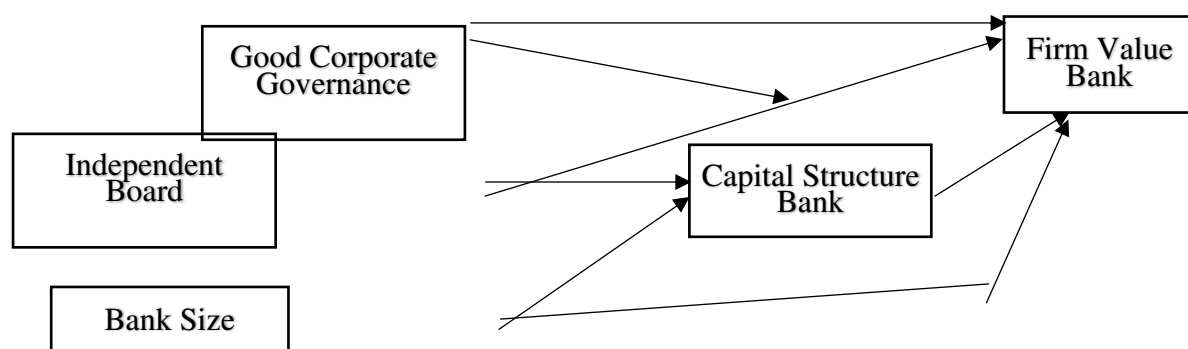 Good Corporate
Governance
Firm Value
Bank
Independent
Board
Capital Structure
Bank
Bank Size